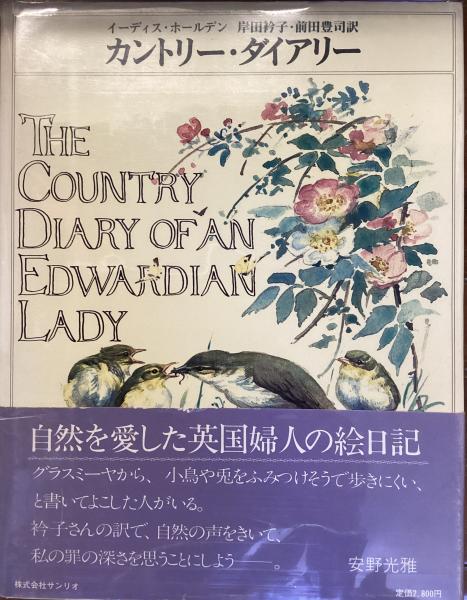 イーディス・ホールデン 岸田衿子・前田豊司訳
カントリー・ダイアリー
THE
COUNTRY
DIARY OF AN
EDWARDIAN
LADY
自然を愛した英国婦人の絵日記
グラスミーヤから、小鳥や兎をふみつけそうで歩きにくい、
と書いてよこした人がいる。
衿子さんの訳で、自然の声をきいて、
私の罪の深さを思うことにしよう――。
安野光雅
株式会社サンリオ
定価2,800円